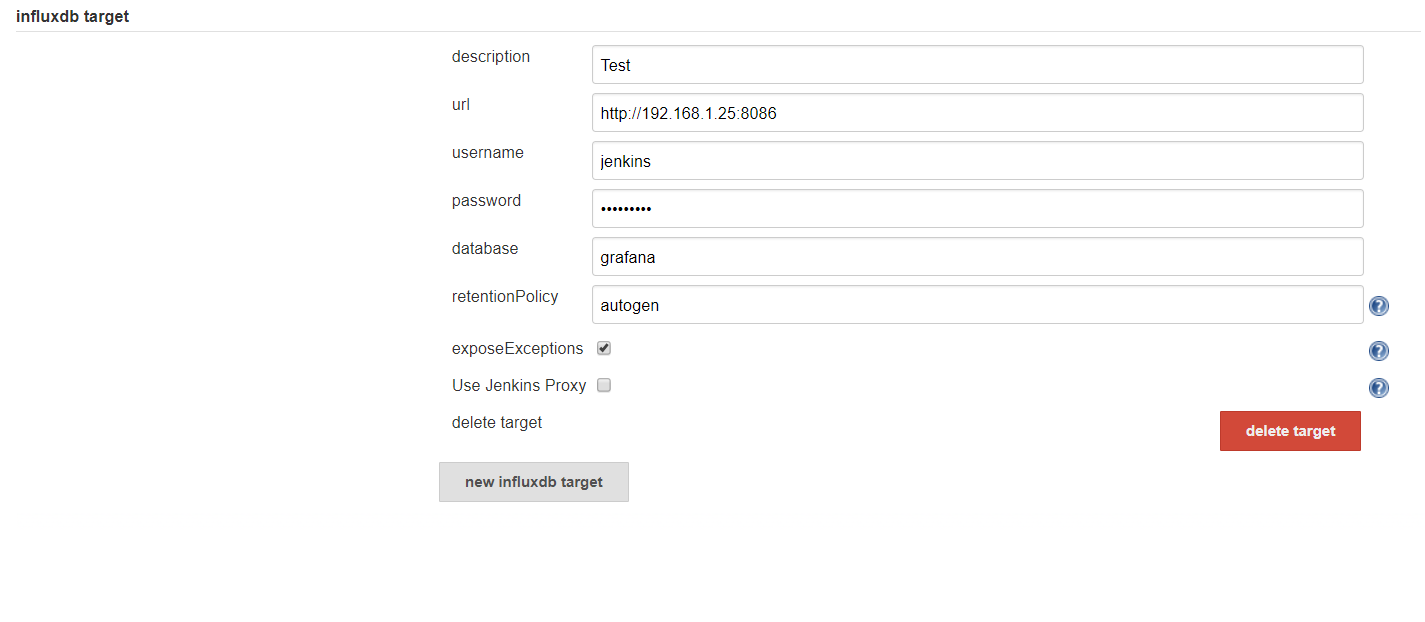 influxdb target
description
Test
url
http://192.168.1.25:8086
username
jenkins
password
•••••••••
database
grafana
retentionPolicy
autogen
exposeExceptions
Use Jenkins Proxy
delete target
delete target
new influxdb target